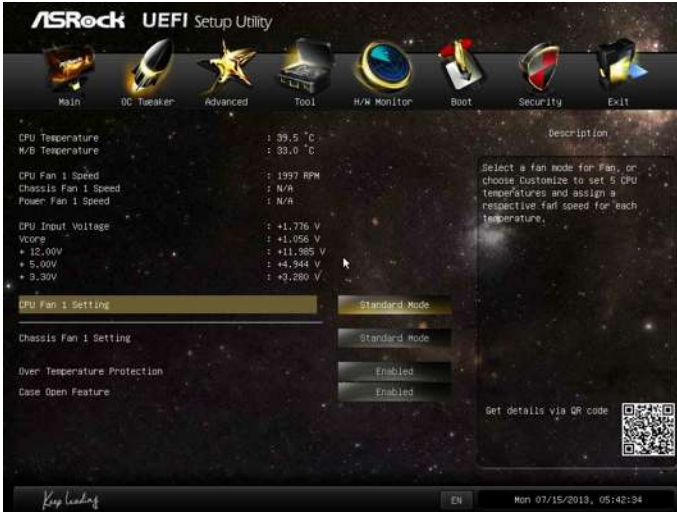 ASRock UEFI Setup Utility
Main OC Tweaker Advanced Tool H/W Monitor Boot Security Exit
CPU Temperature : 39.5 °C
M/B Temperature : 33.0 °C
CPU Fan 1 Speed : 1997 RPM
Chassis Fan 1 Speed : N/A
Power Fan 1 Speed : N/A
CPU Input Voltage : +1.776 V
Vcore : +1.056 V
+ 12.00V : +11.985 V
+ 5.00V : +4.944 V
+ 3.30V : +3.280 V
CPU Fan 1 Setting Standard Mode
Chassis Fan 1 Setting Standard Mode
Over Temperature Protection Enabled
Case Open Feature Enabled
Description
Select a fan mode for Fan, or
choose Customize to set 5 CPU
temperatures and assign a
respective fan speed for each
temperature.
Get details via QR code
Keep Leading
EN
Mon 07/15/2013, 05:42:34